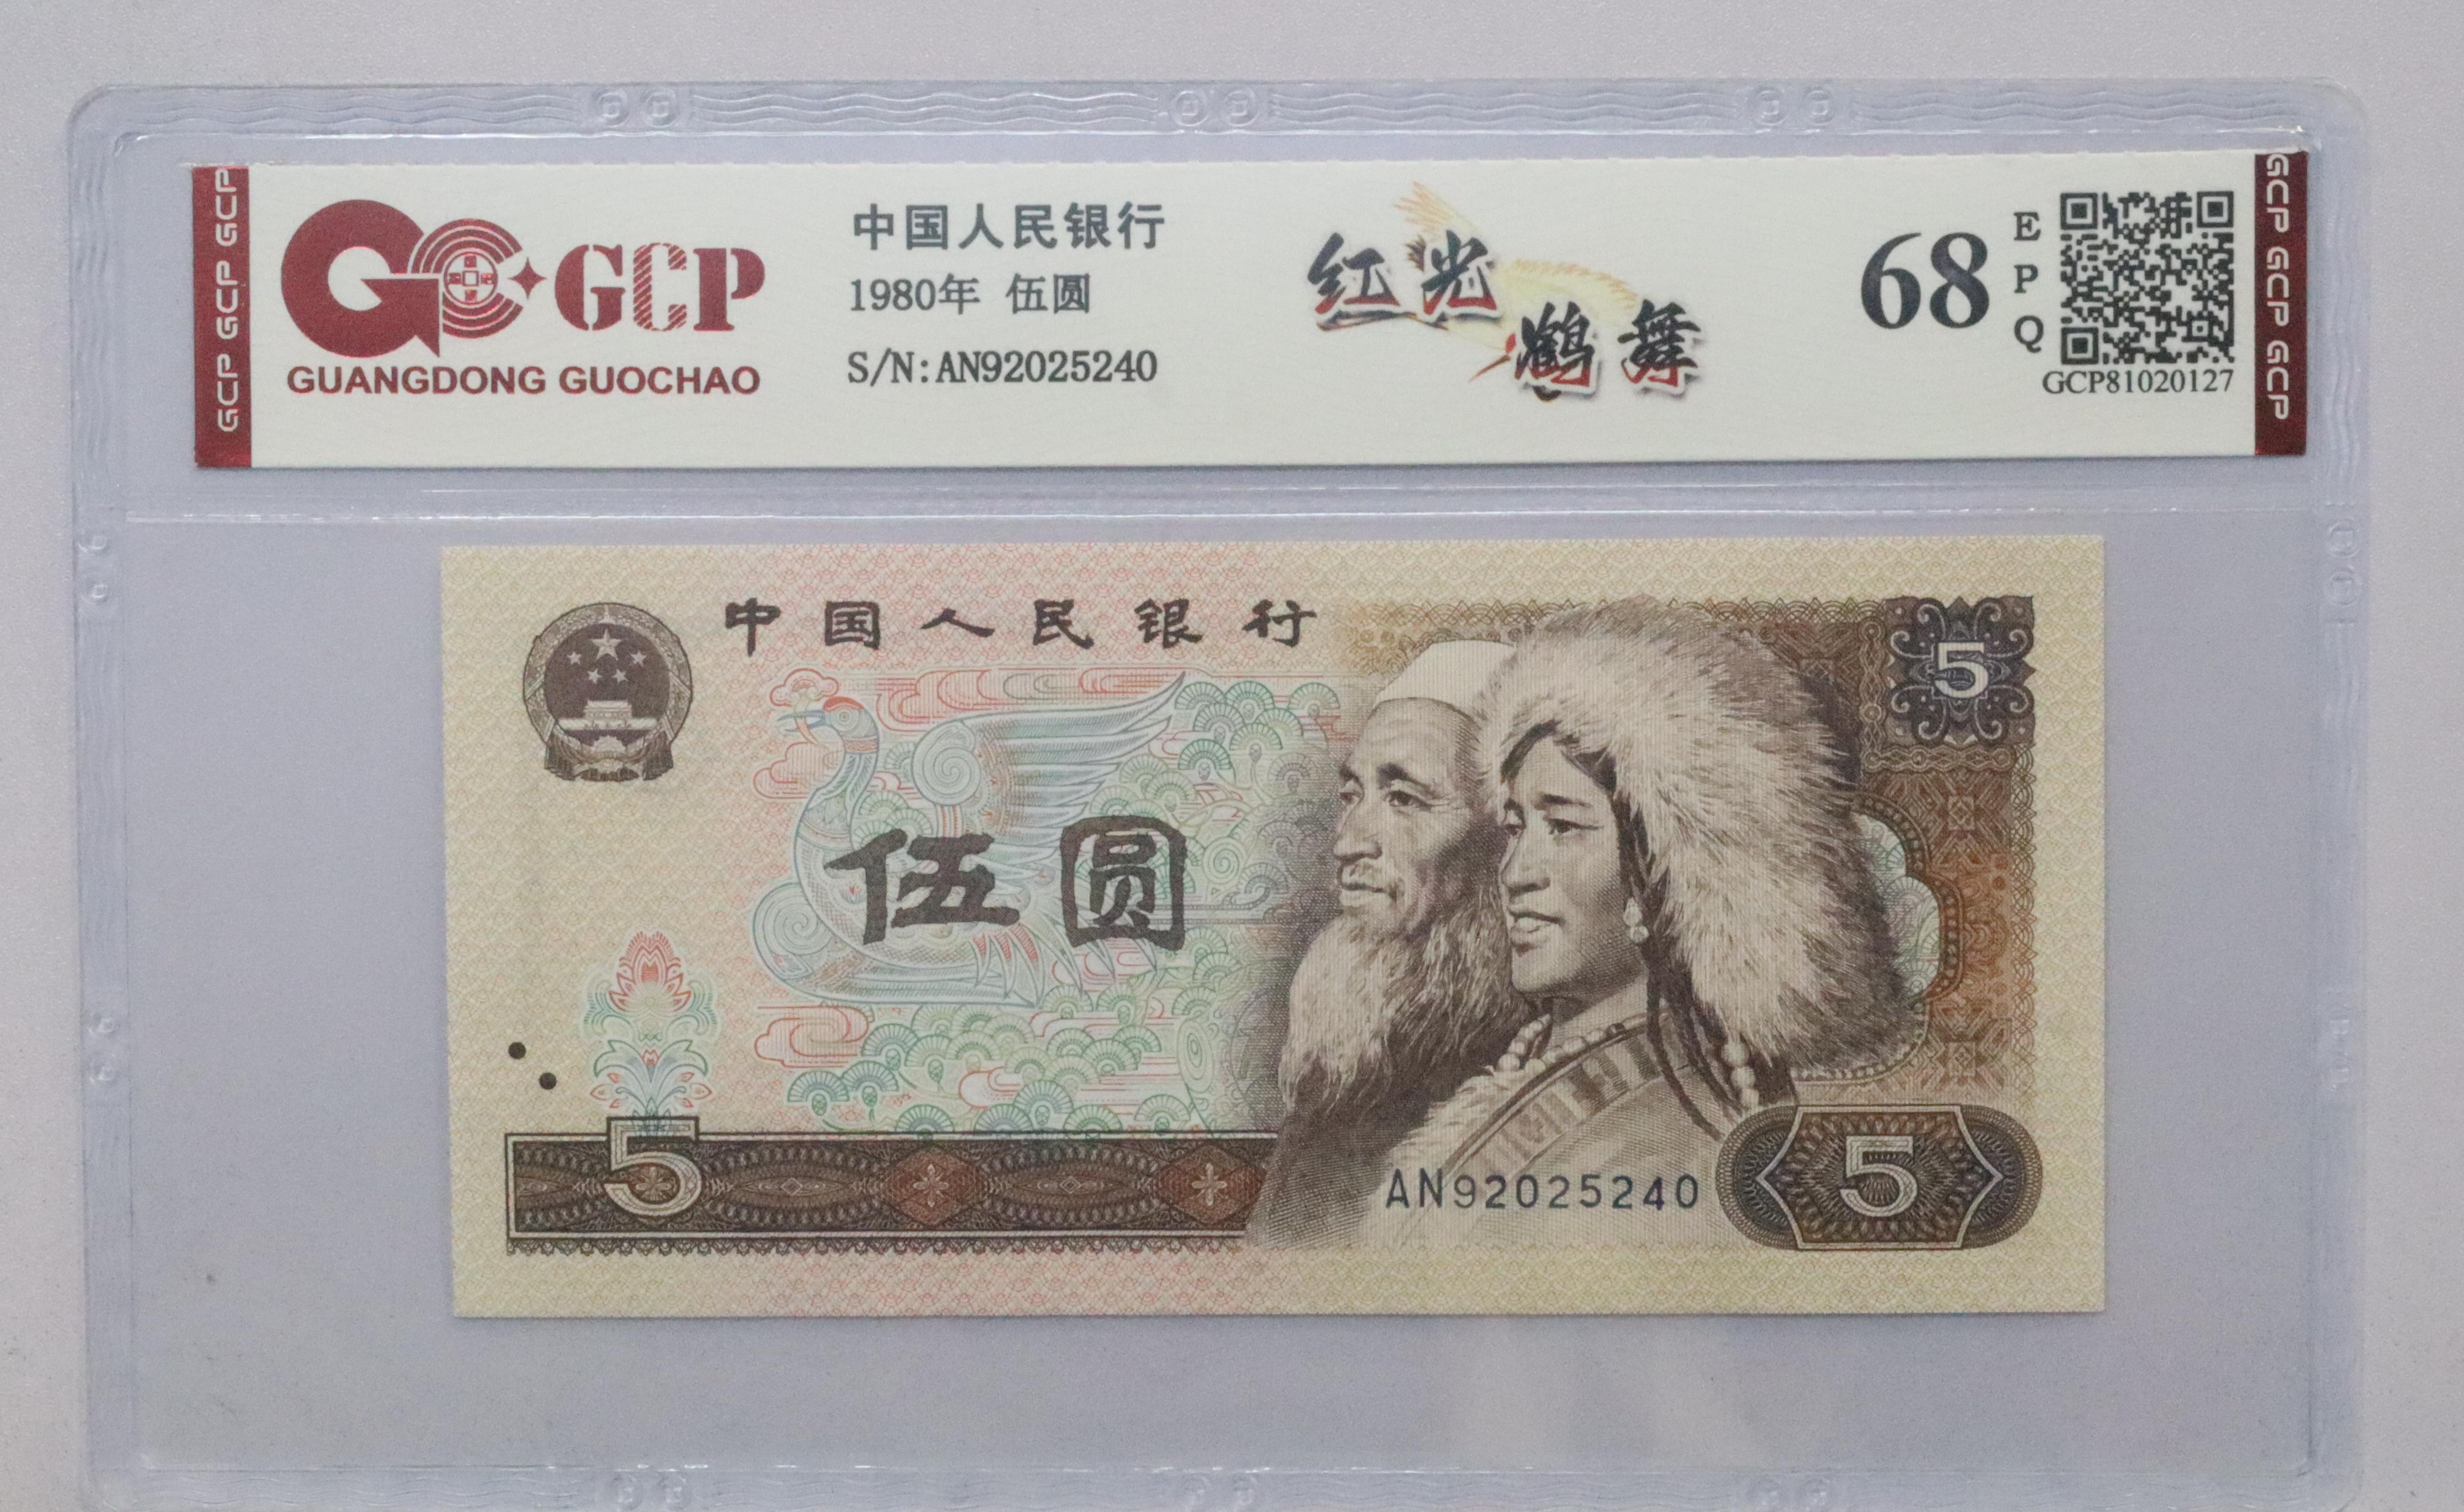 GCP GCP GCP
GCP
GUANGDONG GUOCHAO
中国人民银行
1980年 伍圆
S/N:AN92025240
红光
鹤舞
68
EPQ
GCP81020127
GCP GCP GCP
中国人民银行
5
伍圆
5
AN92025240
5